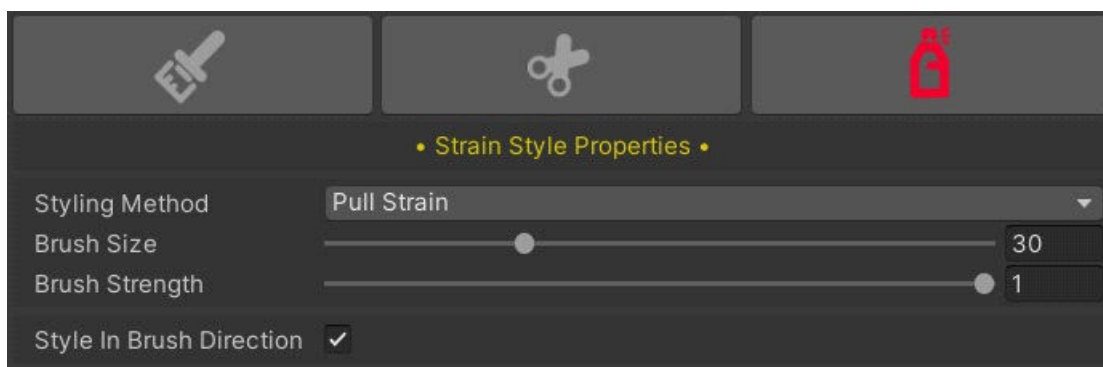 • Strain Style Properties •
Styling Method Pull Strain
Brush Size 30
Brush Strength 1
Style In Brush Direction